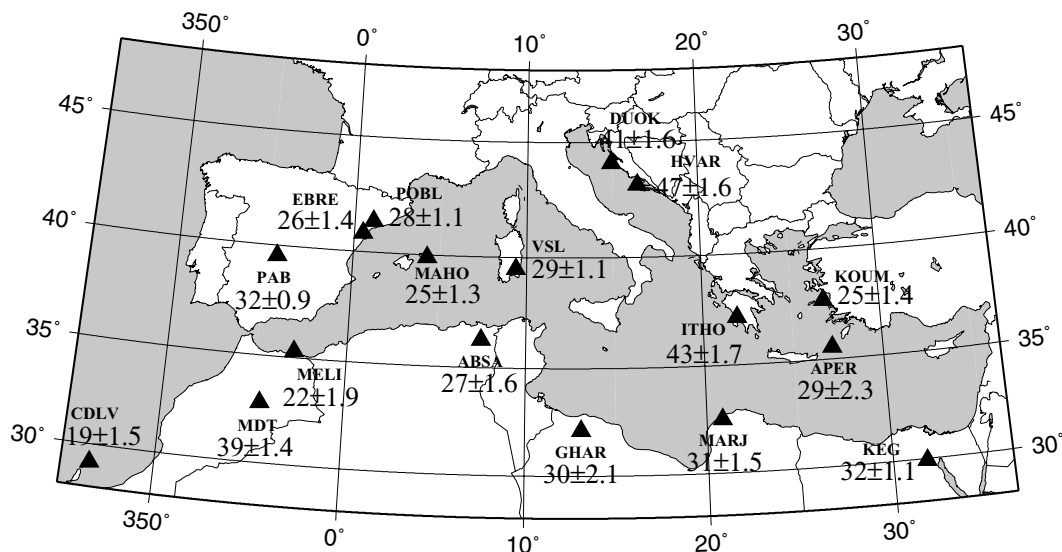 350˚ 0˚ 10˚ 20˚ 30˚
45˚
45˚
DUOK
41±1.6
HVAR
47±1.6
EBRE
26±1.4
POBL
28±1.1
40˚
40˚
PAB
32±0.9
MAHO
25±1.3
VSL
29±1.1
KOUM
25±1.4
ITHO
43±1.7
35˚
35˚
MELI
22±1.9
ABSA
27±1.6
APER
29±2.3
CDLV
19±1.5
MDT
39±1.4
GHAR
30±2.1
MARJ
31±1.5
KEG
32±1.1
30˚
30˚
350˚ 0˚ 10˚ 20˚ 30˚